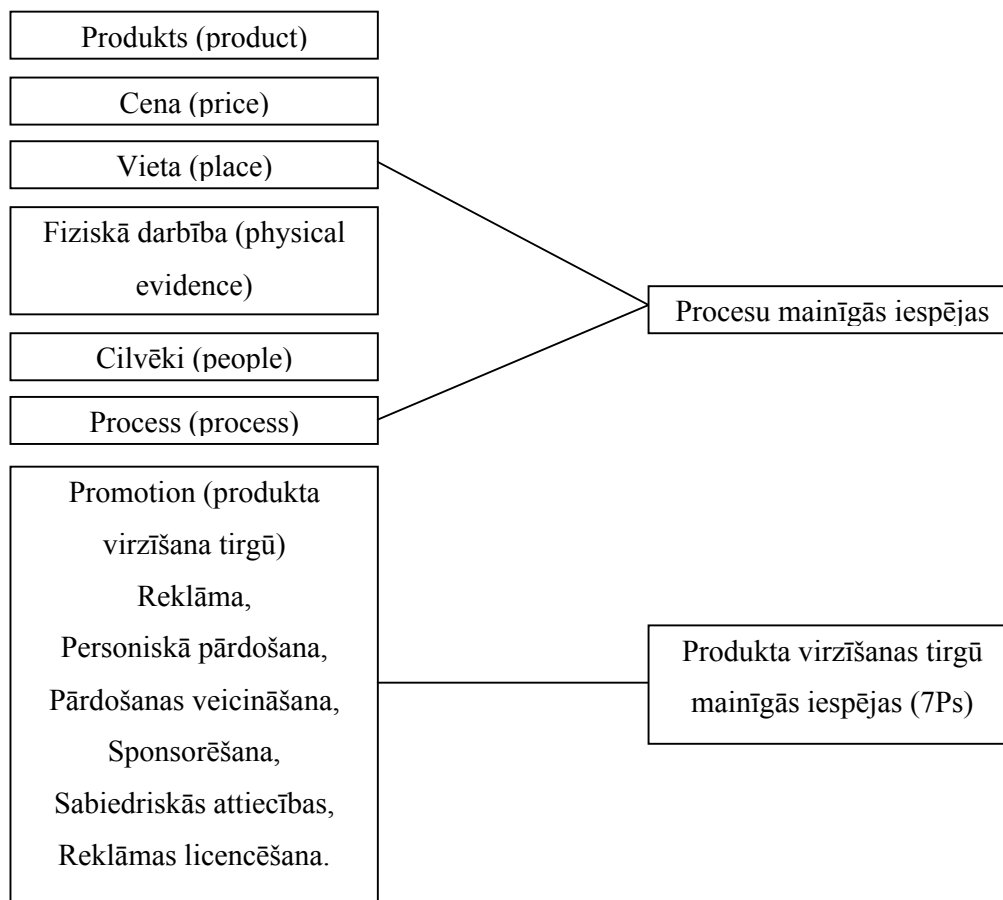 Produkts (product)
Cena (price)
Vieta (place)
Fiziskā darbība (physical
evidence)
Cilvēki (people)
Process (process)
Procesu mainīgās iespējas
Promotion (produkta
virzīšana tirgū)
Reklāma,
Personiskā pārdošana,
Pārdošanas veicināšana,
Sponsorēšana,
Sabiedriskās attiecības,
Reklāmas licencēšana.
Produkta virzīšanas tirgū
mainīgās iespējas (7Ps)